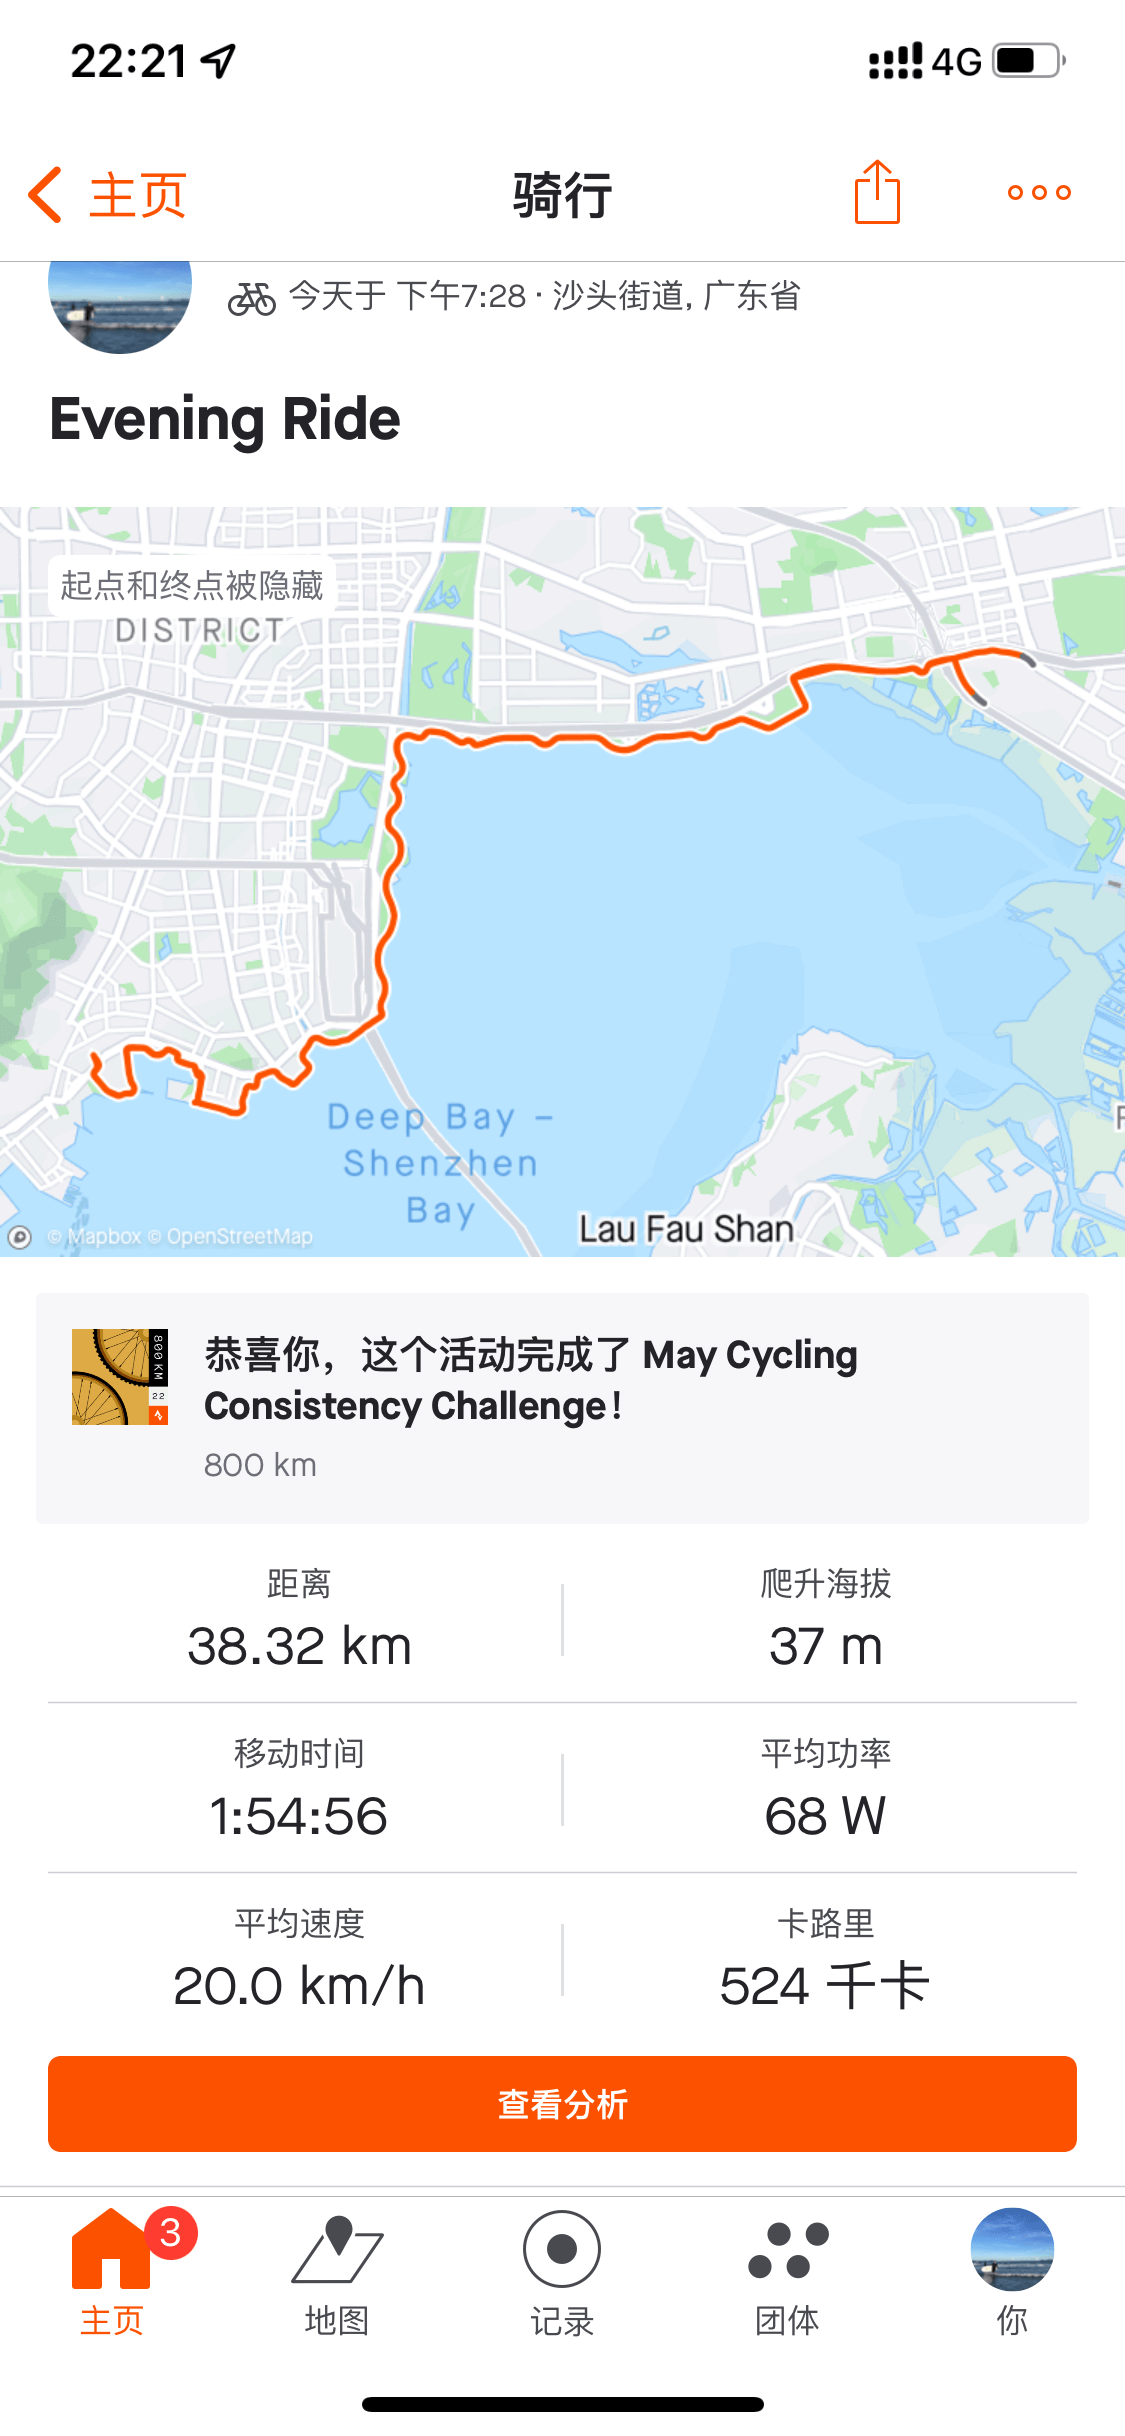 22:21
4G
主页
骑行
今天于 下午7:28 · 沙头街道, 广东省
Evening Ride
起点和终点被隐藏
DISTRICT
Deep Bay –
Shenzhen
Bay
Lau Fau Shan
© Mapbox © OpenStreetMap
800 KM
22
恭喜你，这个活动完成了 May Cycling
Consistency Challenge！
800 km
距离
爬升海拔
38.32 km
37 m
移动时间
平均功率
1:54:56
68 W
平均速度
卡路里
20.0 km/h
524 千卡
查看分析
3
主页
地图
记录
团体
你